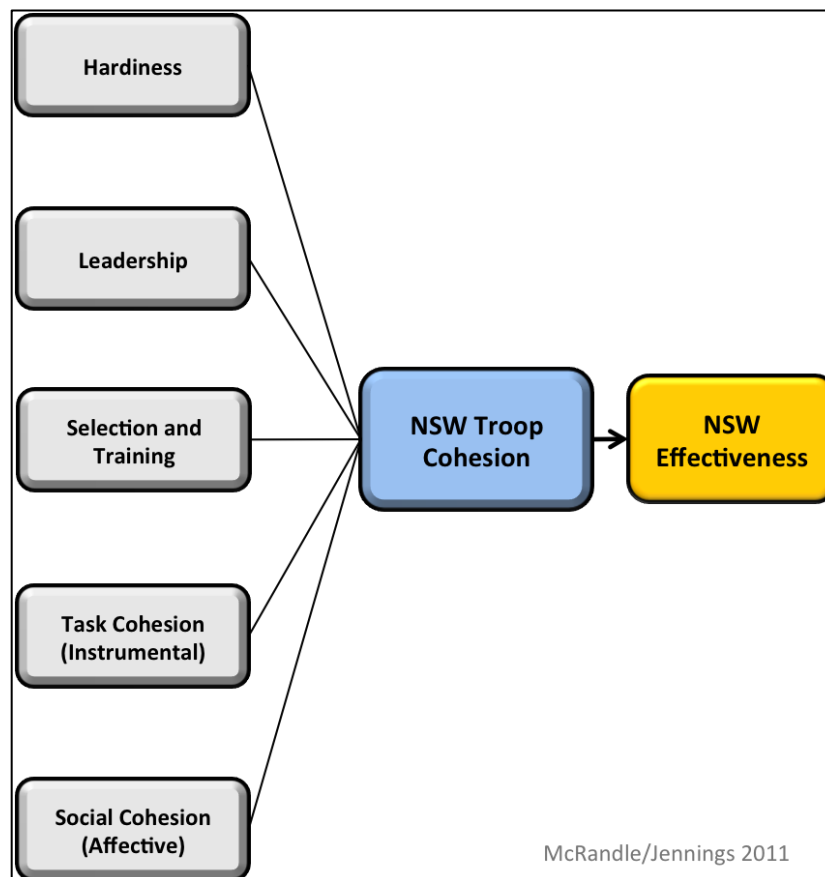 Hardiness
Leadership
Selection and
Training
Task Cohesion
(Instrumental)
Social Cohesion
(Affective)
NSW Troop
Cohesion
NSW
Effectiveness
McRandle/Jennings 2011